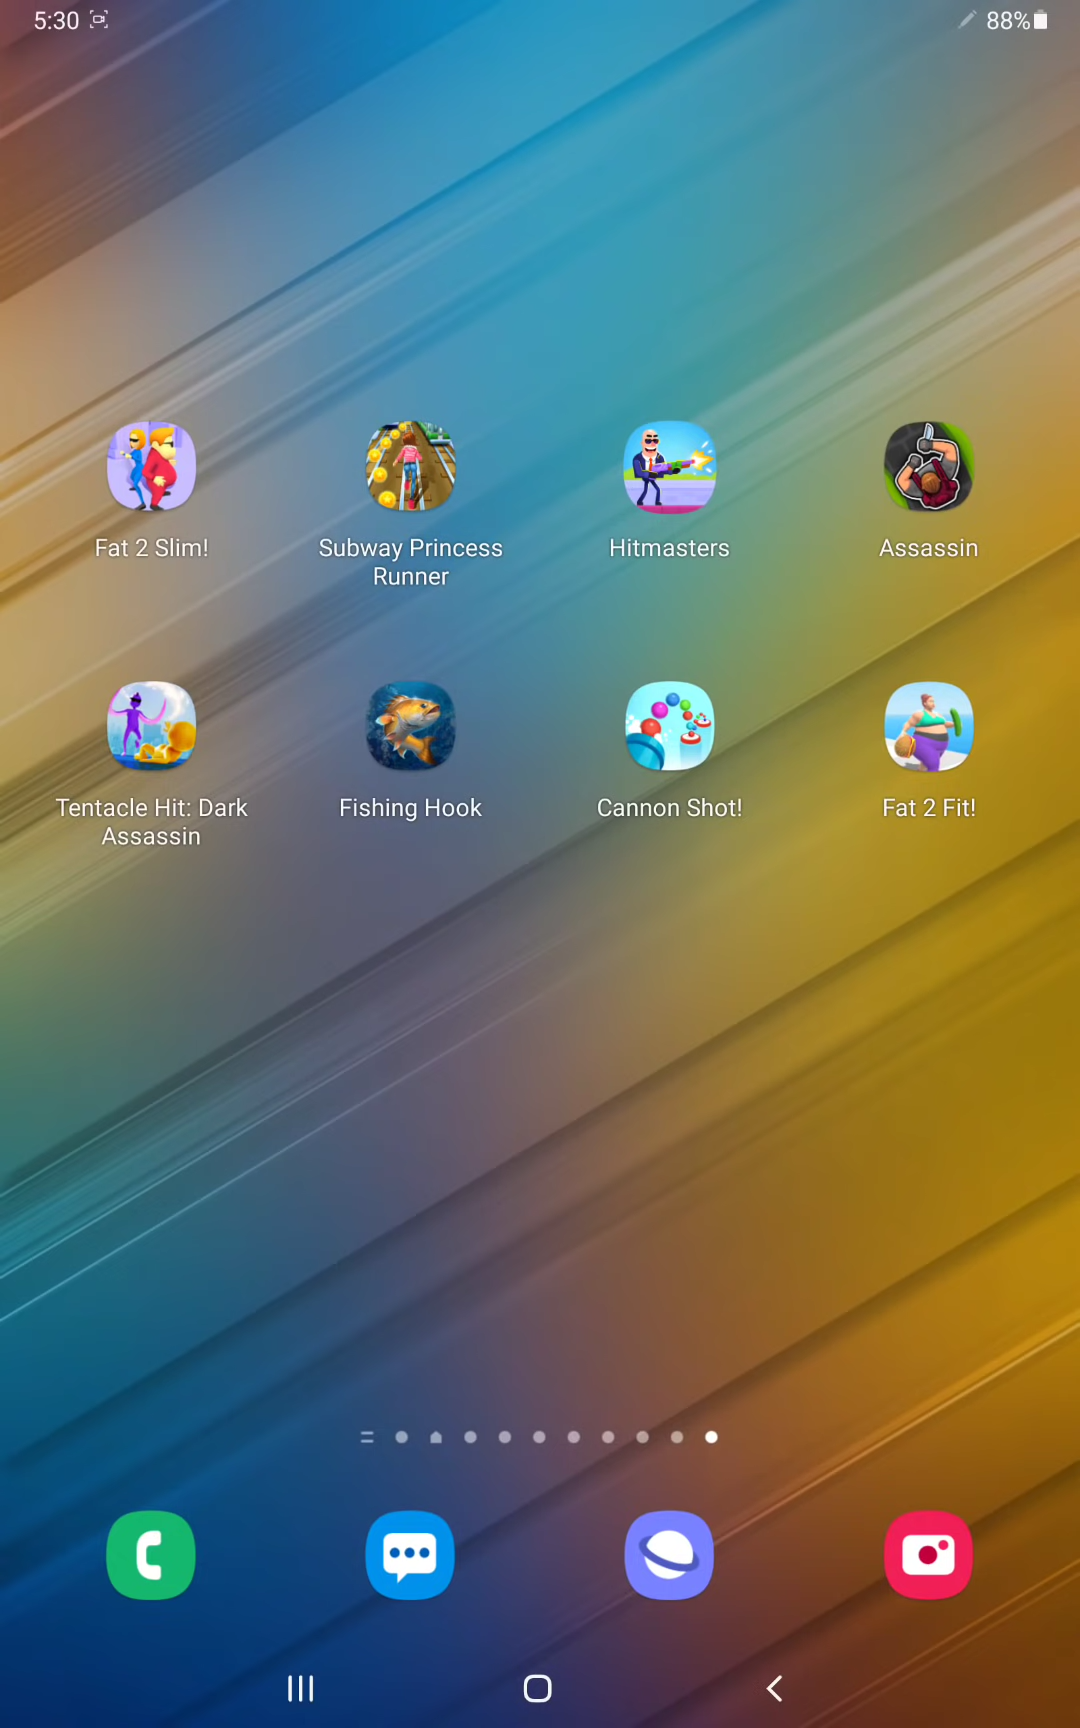 5:30
88%
Fat 2 Slim!
Subway Princess
Runner
Hitmasters
Assassin
Tentacle Hit: Dark
Assassin
Fishing Hook
Cannon Shot!
Fat 2 Fit!